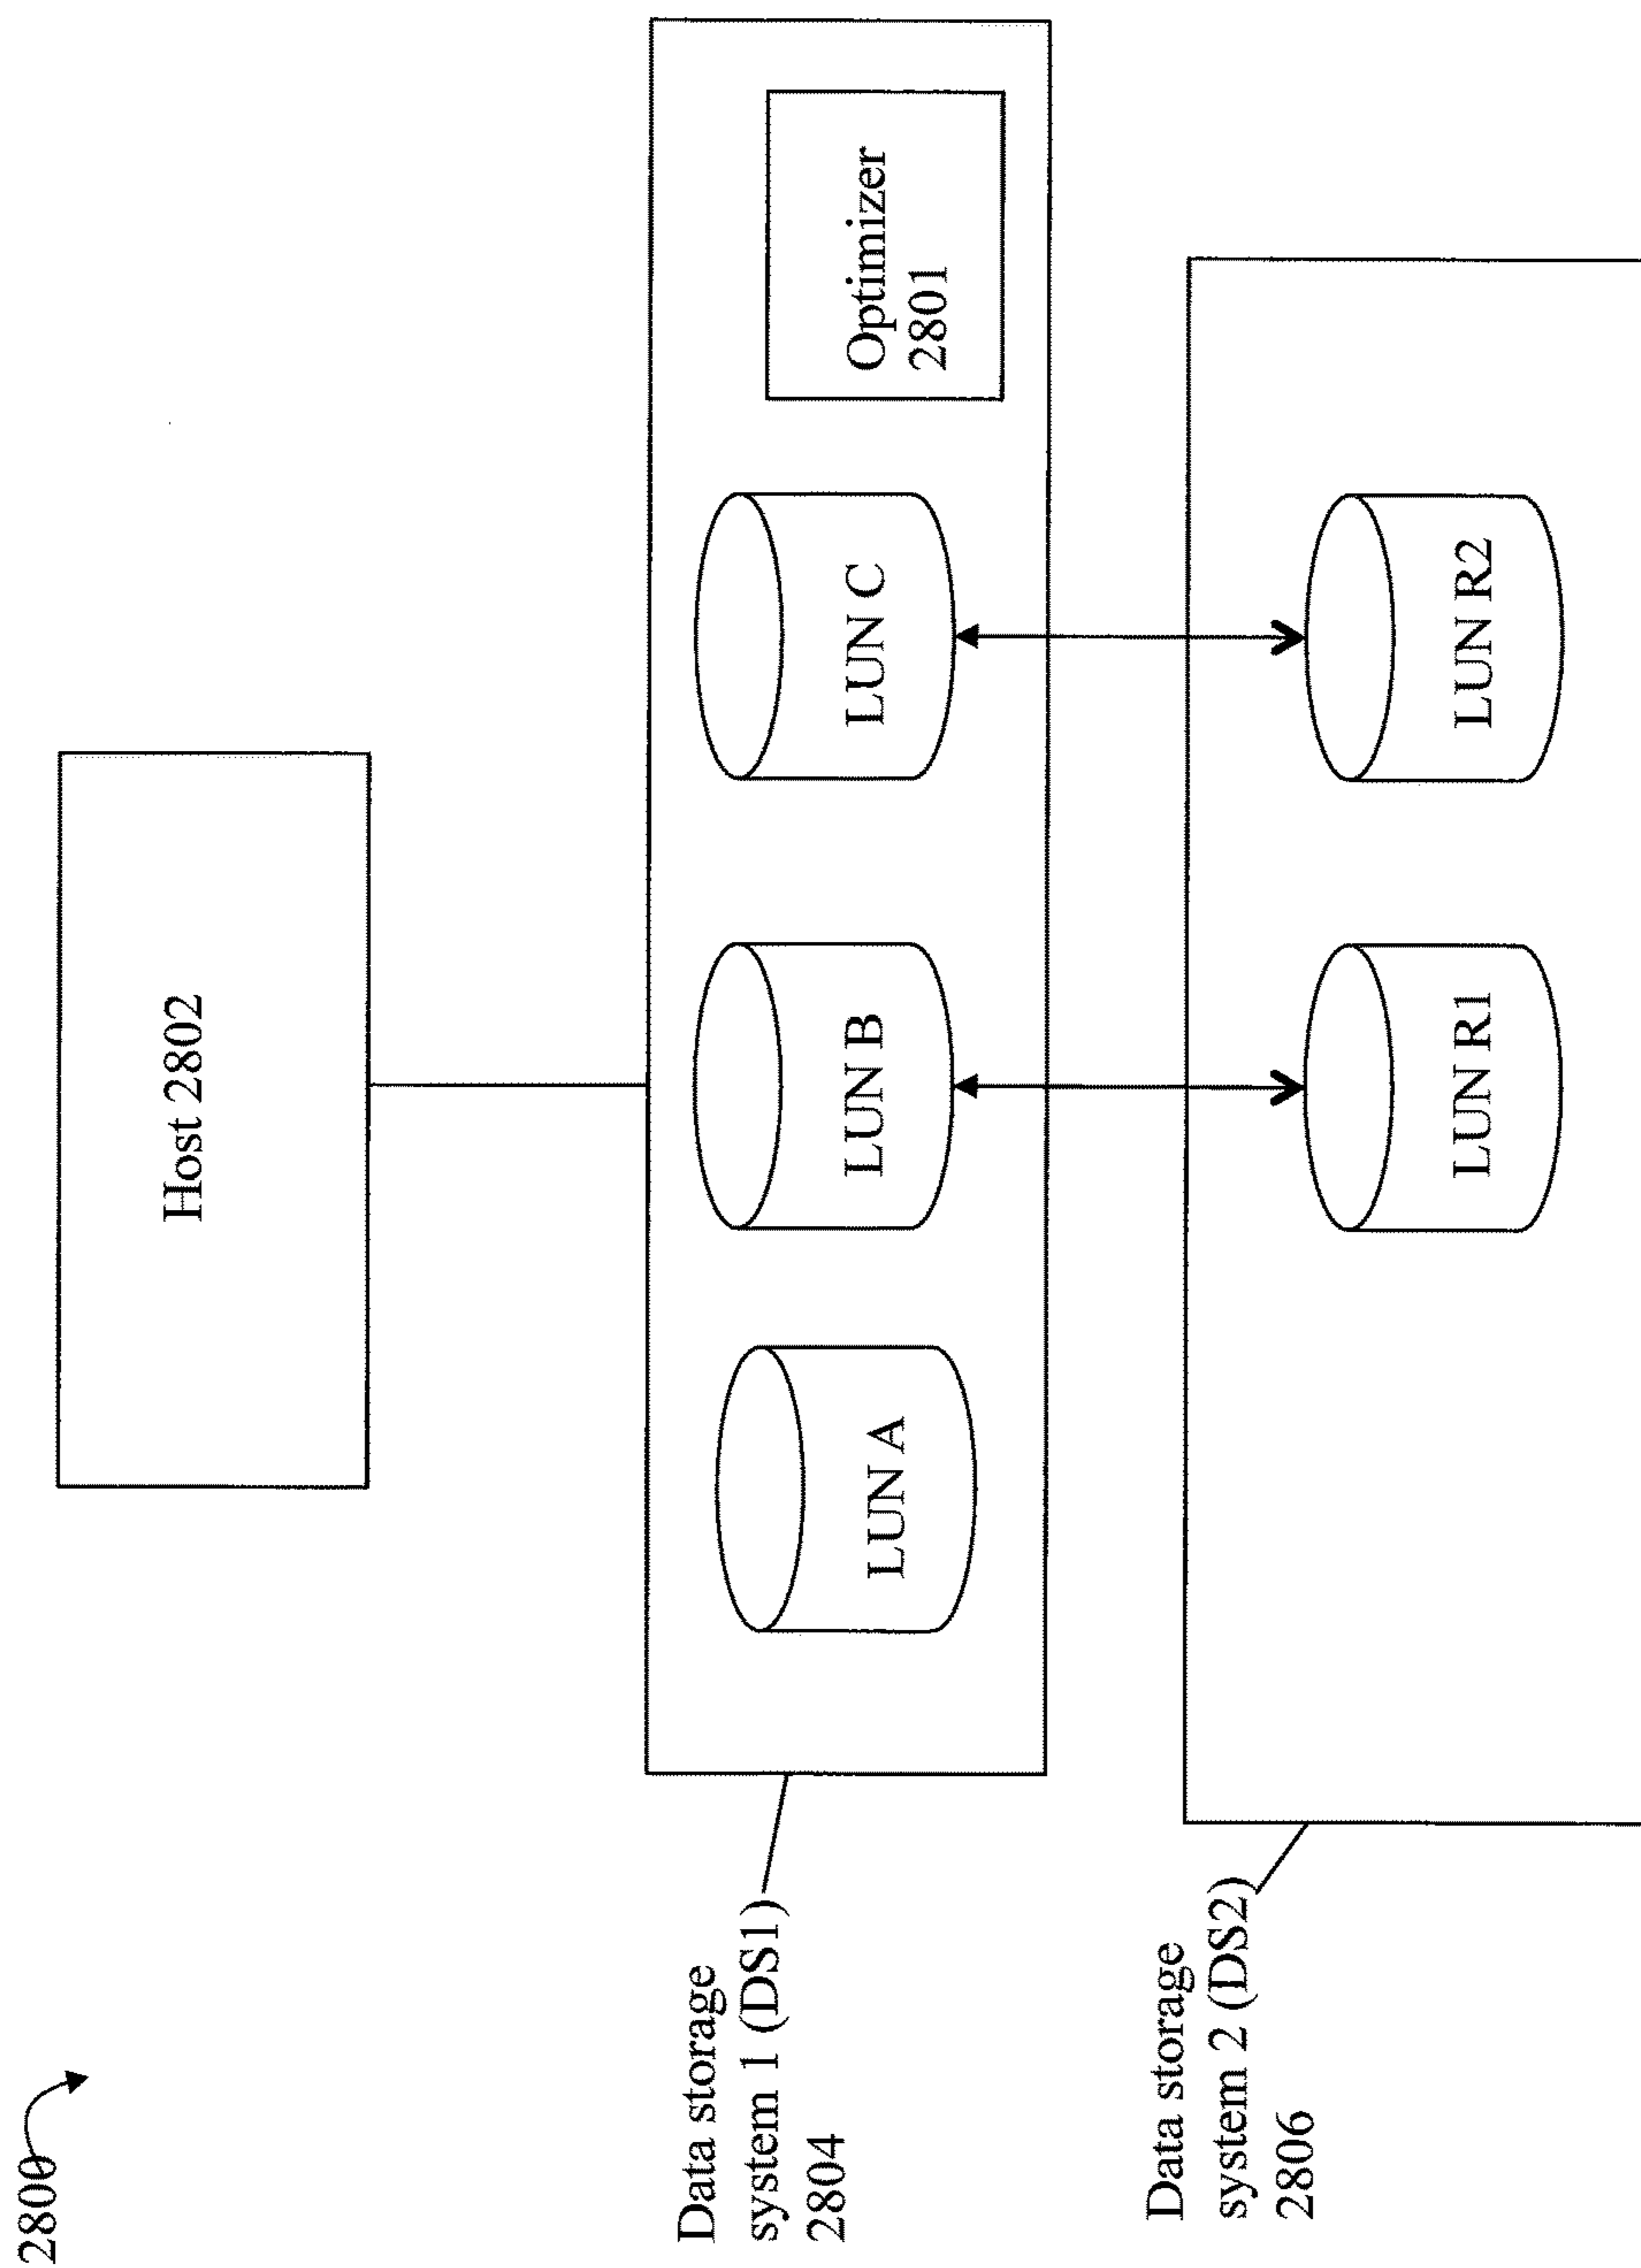 2800
Host 2802
Data storage
system 1 (DS1)
2804
LUN A
LUN B
LUN C
Optimizer
2801
Data storage
system 2 (DS2)
2806
LUN R1
LUN R2